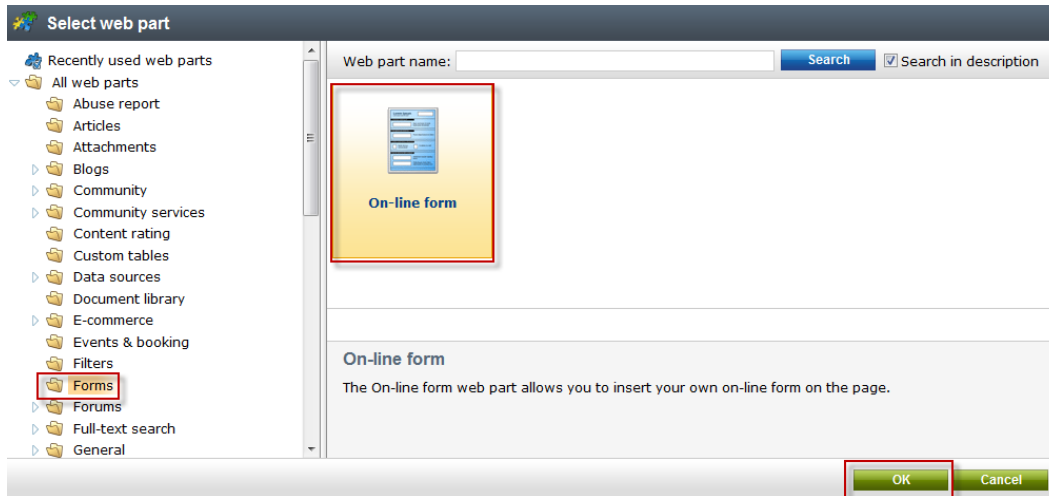 Select web part
Recently used web parts
All web parts
Abuse report
Articles
Attachments
Blogs
Community
Community services
Content rating
Custom tables
Data sources
Document library
E-commerce
Events & booking
Filters
Forms
Forums
Full-text search
General
Web part name:
Search
Search in description
On-line form
On-line form
The On-line form web part allows you to insert your own on-line form on the page.
OK
Cancel